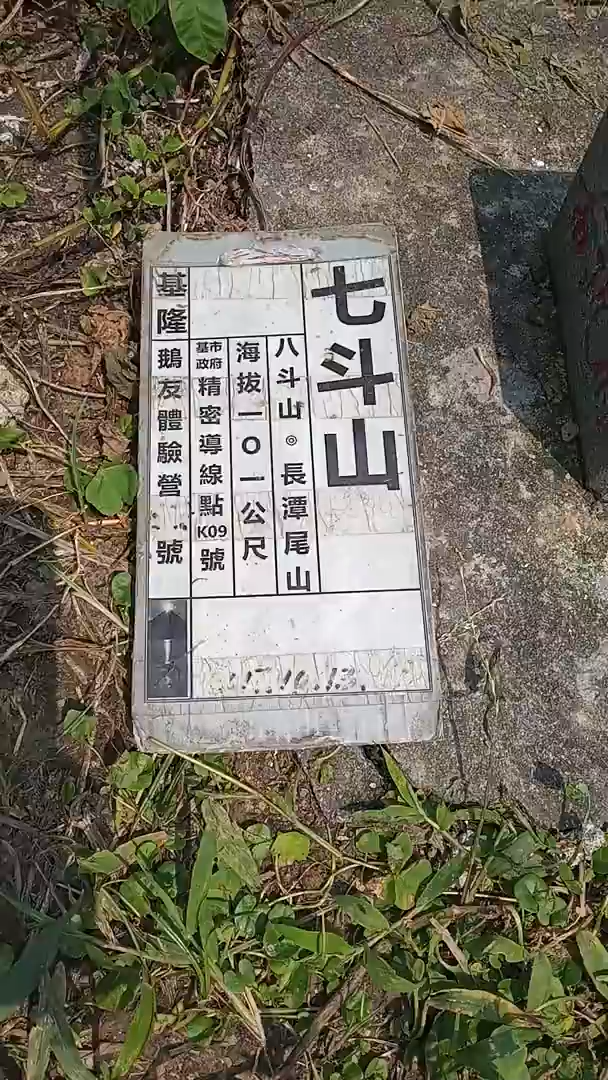 七斗山
八斗山◎長潭尾山
海拔一〇一公尺
基市政府精密導線點K09號
基隆鵝友體驗營 號